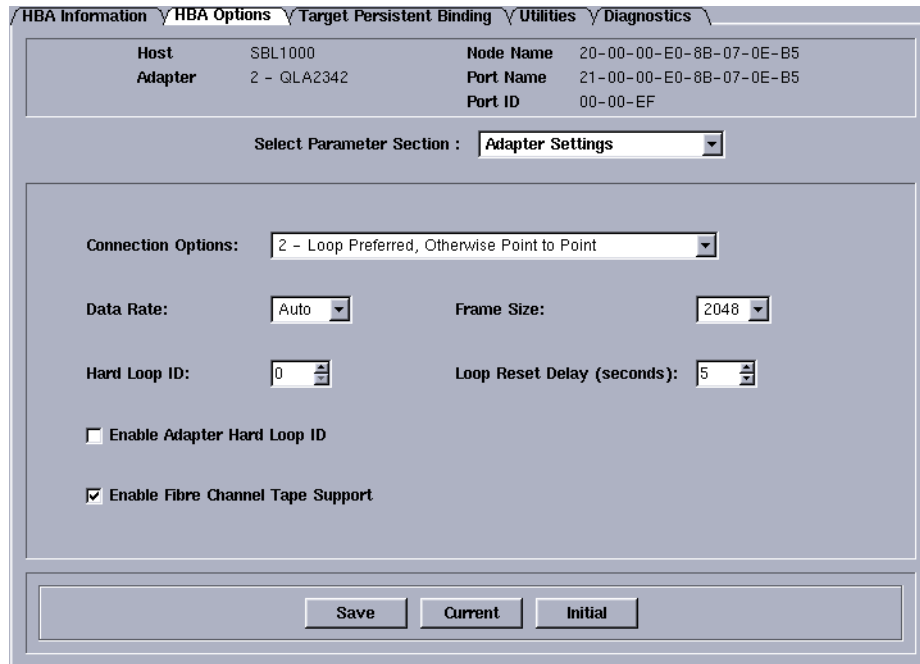 HBA Information HBA Options Target Persistent Binding Utilities Diagnostics
Host SBL1000 Node Name 20-00-00-E0-8B-07-0E-B5
Adapter 2 - QLA2342 Port Name 21-00-00-E0-8B-07-0E-B5
Port ID 00-00-EF
Select Parameter Section : Adapter Settings
Connection Options: 2 - Loop Preferred, Otherwise Point to Point
Data Rate: Auto Frame Size: 2048
Hard Loop ID: 0 Loop Reset Delay (seconds): 5
Enable Adapter Hard Loop ID
Enable Fibre Channel Tape Support
Save Current Initial